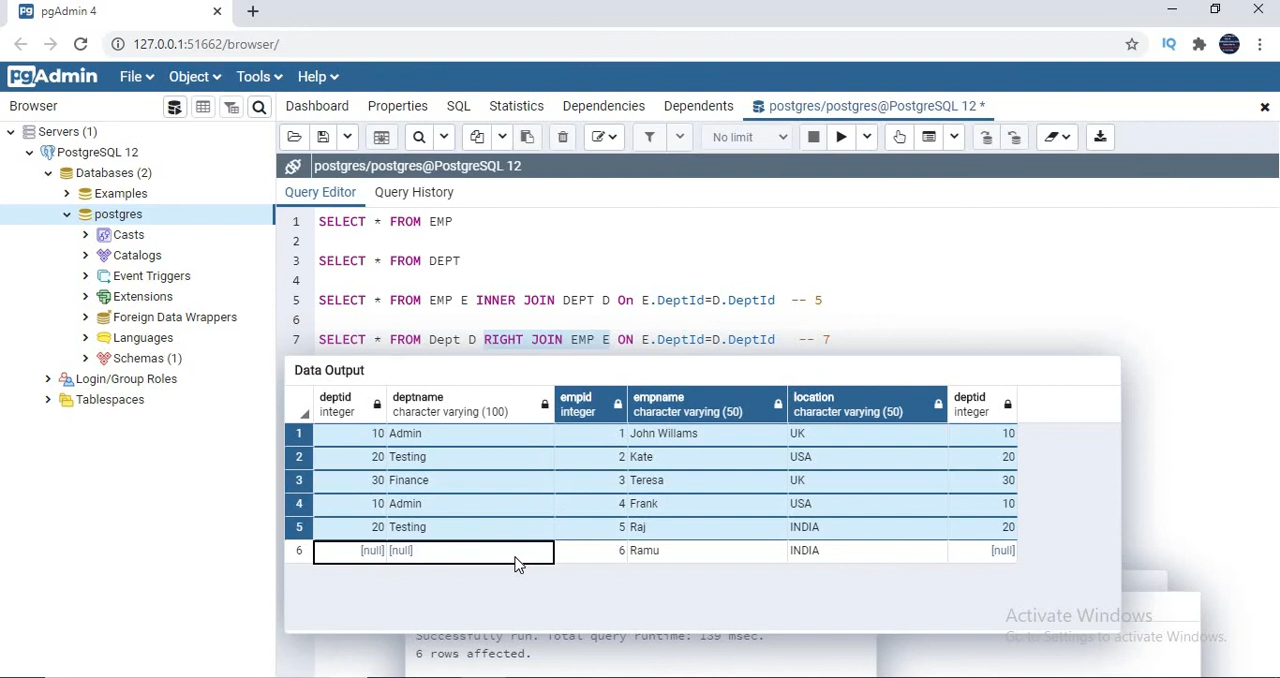 pgAdmin 4
127.0.0.1:51662/browser/
IQ
pgAdmin File Object Tools Help
Browser
Dashboard Properties SQL Statistics Dependencies Dependents postgres/postgres@PostgreSQL 12 *
Servers (1)
PostgreSQL 12
Databases (2)
Examples
postgres
Casts
Catalogs
Event Triggers
Extensions
Foreign Data Wrappers
Languages
Schemas (1)
Login/Group Roles
Tablespaces
No limit
postgres/postgres@PostgreSQL 12
Query Editor Query History
1 SELECT * FROM EMP
2
3 SELECT * FROM DEPT
4
5 SELECT * FROM EMP E INNER JOIN DEPT D On E.DeptId=D.DeptId -- 5
6
7 SELECT * FROM Dept D RIGHT JOIN EMP E ON E.DeptId=D.DeptId -- 7
Data Output
deptid deptname empid empname location deptid
integer character varying (100) integer character varying (50) character varying (50) integer
1 10 Admin 1 John Willams UK 10
2 20 Testing 2 Kate USA 20
3 30 Finance 3 Teresa UK 30
4 10 Admin 4 Frank USA 10
5 20 Testing 5 Raj INDIA 20
6 [null] [null] 6 Ramu INDIA [null]
Successfully run. Total query runtime: 139 msec.
6 rows affected.
Activate Windows
Go to Settings to activate Windows.